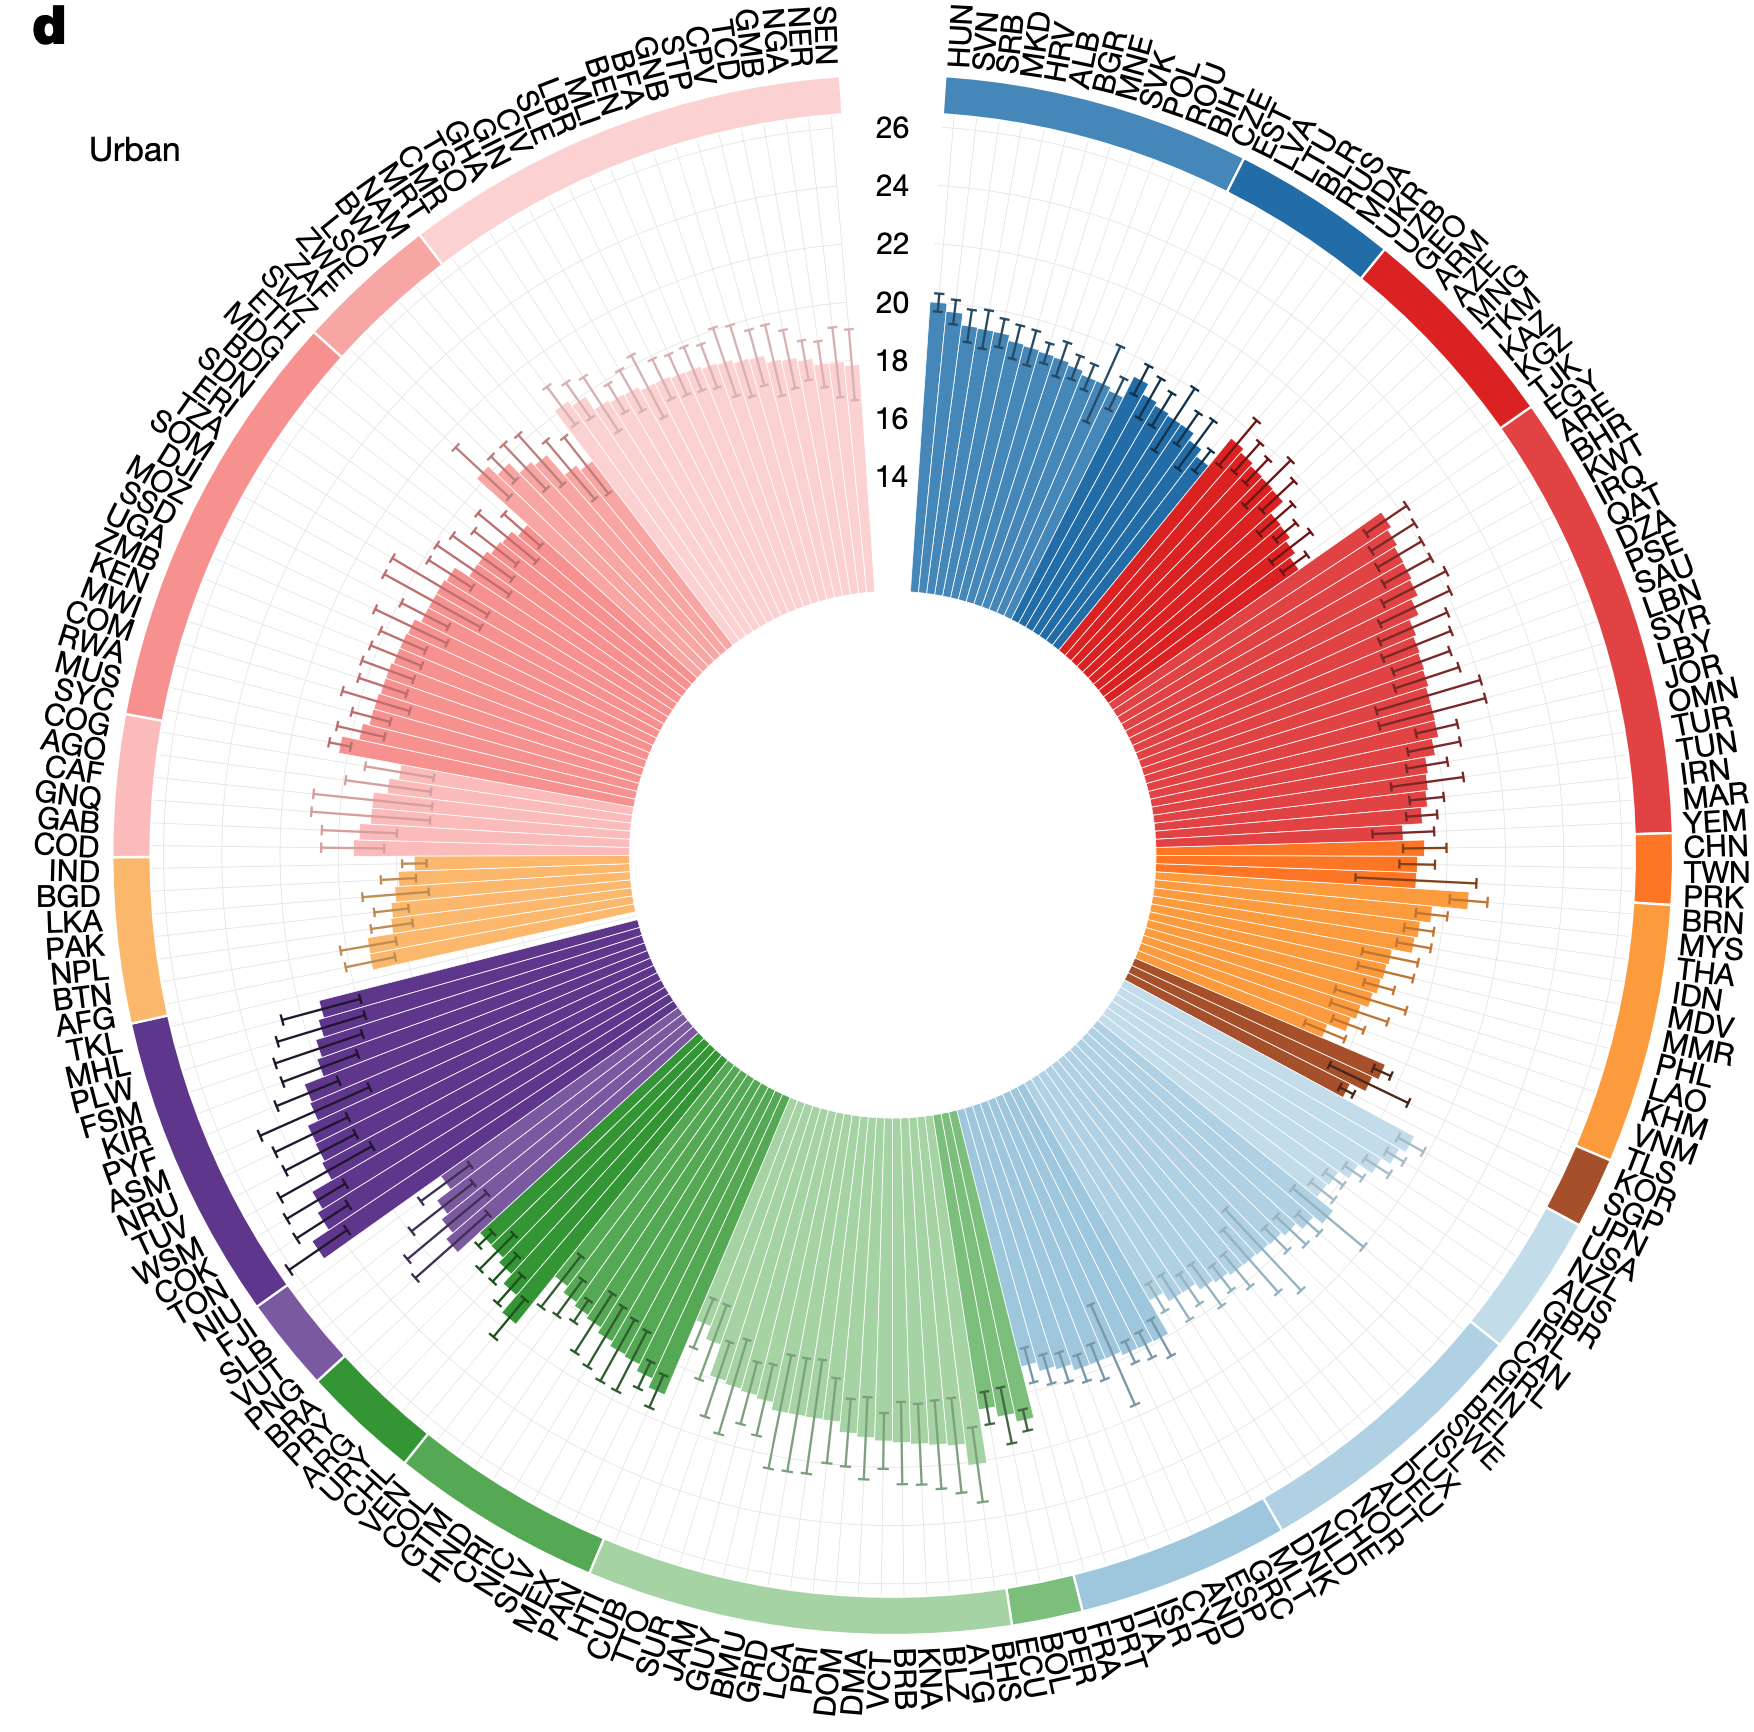 d
Urban
26
24
22
20
18
16
14
HUN
SVN
SRB
MKD
HRV
ALB
BGR
MNE
SVK
POL
ROU
BIH
CZE
EST
LVA
LTU
BLR
RUS
MDA
UKR
UZB
GEO
ARM
AZE
MNG
TKM
KAZ
KGZ
TJK
EGY
ARE
BHR
KWT
IRQ
QAT
DZA
PSE
SAU
LBN
SYR
LBY
JOR
OMN
TUR
TUN
IRN
MAR
YEM
CHN
TWN
PRK
BRN
MYS
THA
IDN
MDV
MMR
PHL
LAO
KHM
VNM
TLS
KOR
SGP
JPN
USA
NZL
AUS
GBR
IRL
CAN
GRL
FIN
BEL
SWE
ISL
LUX
DEU
AUT
CHE
NOR
NLD
DNK
MLT
GRC
ESP
AND
CYP
ISR
ITA
PRT
FRA
PER
BOL
ECU
BHS
ATG
BLZ
KNA
BRB
VCT
DMA
DOM
PRI
LCA
GRD
BMU
GUY
JAM
SUR
TTO
CUB
HTI
PAN
MEX
SLV
NIC
CRI
HND
GTM
COL
VEN
CHL
URY
ARG
PRY
BRA
PNG
VUT
SLB
FJI
NIU
TON
COK
WSM
TUV
NRU
ASM
PYF
KIR
FSM
PLW
MHL
TKL
AFG
BTN
NPL
PAK
LKA
BGD
IND
COD
GAB
GNQ
CAF
AGO
COG
SYC
MUS
RWA
COM
MWI
KEN
ZMB
UGA
SSD
MOZ
DJI
SOM
TZA
ERI
SDN
BDI
MDG
ETH
SWZ
ZAF
ZWE
LSO
BWA
NAM
MRT
CMR
TGO
GHA
GIN
CIV
SLE
LBR
MLI
BEN
BFA
GNB
STP
CPV
TCD
GMB
NGA
NER
SEN